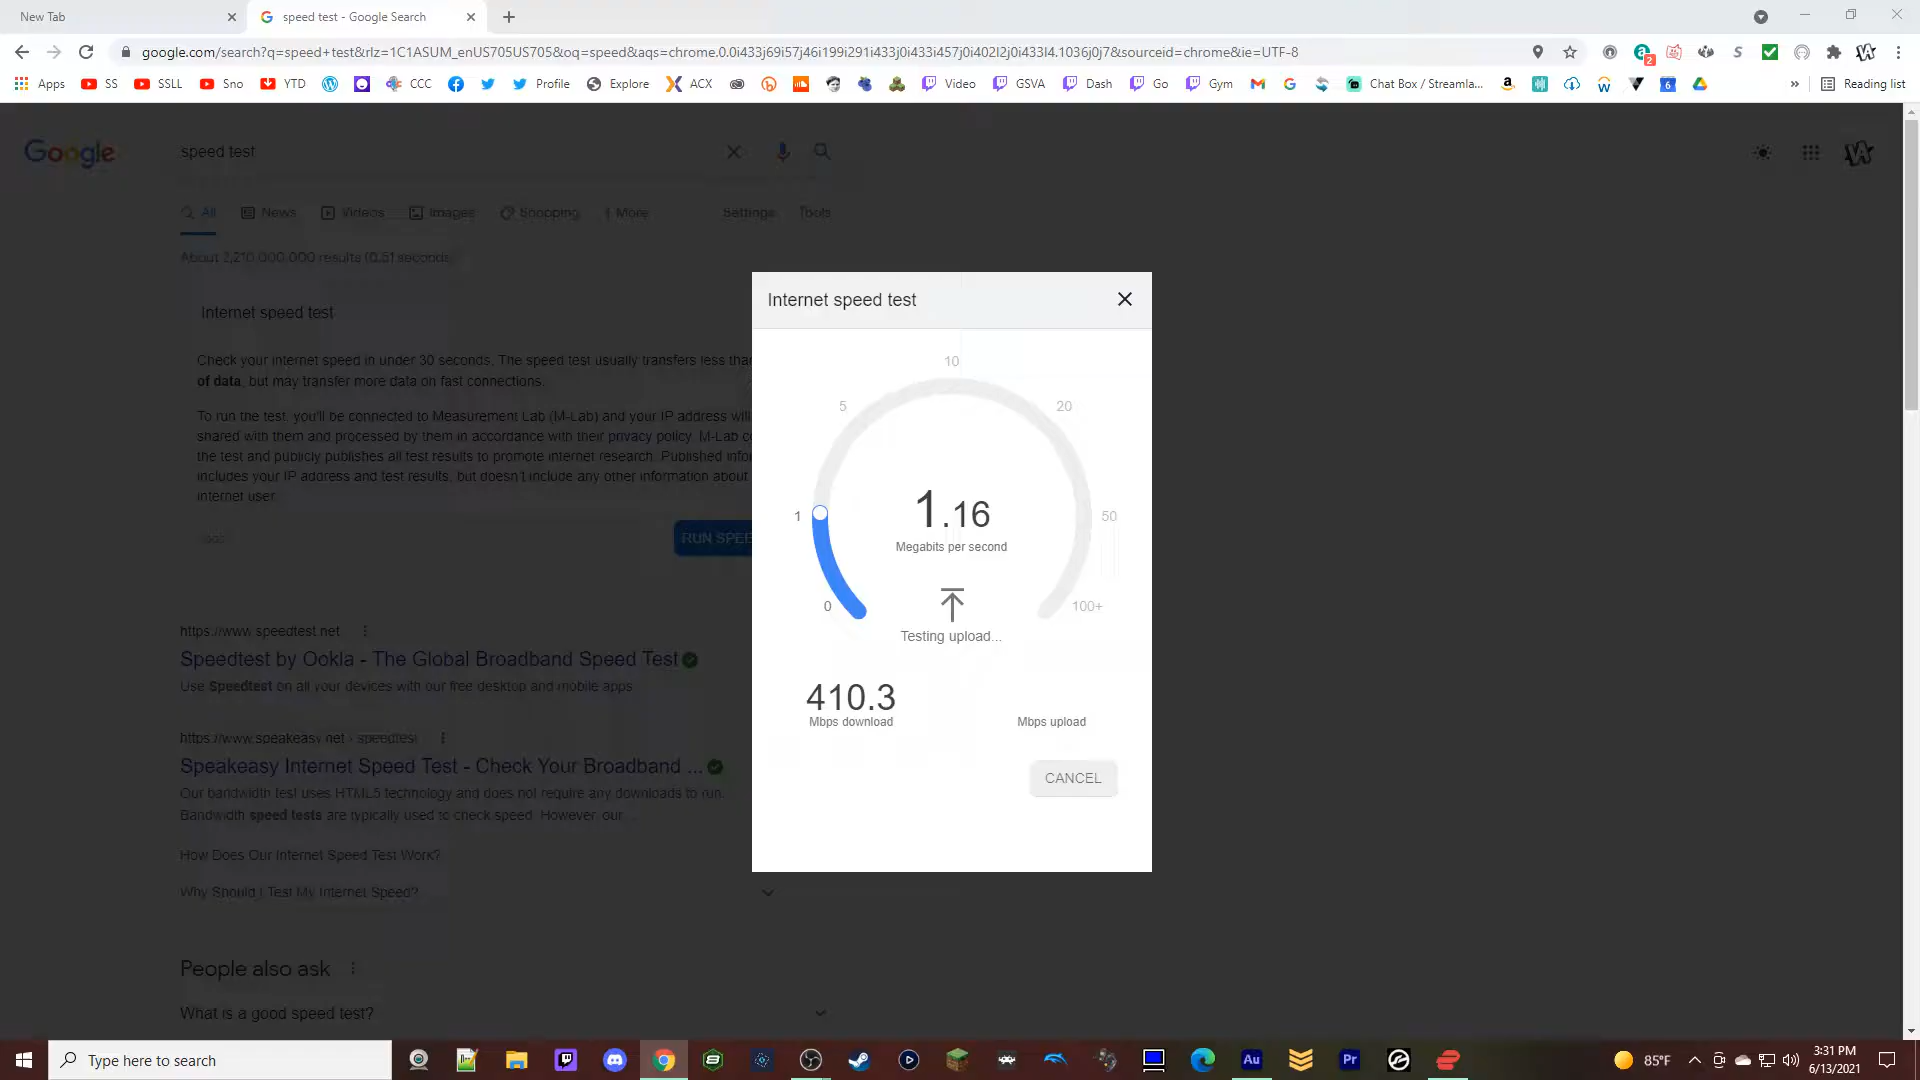 New Tab
speed test - Google Search
google.com/search?q=speed+test&rlz=1C1ASUM_enUS705US705&oq=speed&aqs=chrome.0.0i433j69i57j46i199i291i433j0i433i457j0i402l2j0i433l4.1036j0j7&sourceid=chrome&ie=UTF-8
Apps SS SSLL Sno YTD CCC Profile Explore ACX Video GSVA Dash Go Gym Chat Box / Streamla... » Reading list
Google speed test
All News Videos Images Shopping More Settings Tools
About 2,210,000,000 results (0.51 seconds)
Internet speed test
Check your internet speed in under 30 seconds. The speed test usually transfers less than
of data, but may transfer more data on fast connections.
To run the test, you'll be connected to Measurement Lab (M-Lab) and your IP address will
shared with them and processed by them in accordance with their privacy policy. M-Lab
the test and publicly publishes all test results to promote internet research. Published
includes your IP address and test results, but doesn't include any other information about
internet user.
RUN SPEE
https://www.speedtest.net
Speedtest by Ookla - The Global Broadband Speed Test
Use Speedtest on all your devices with our free desktop and mobile apps
https://www.speakeasy.net › speedtest
Speakeasy Internet Speed Test - Check Your Broadband ...
Our bandwidth test uses HTML5 technology and does not require any downloads to run.
Bandwidth speed tests are typically used to check speed. However, our ...
How Does Our Internet Speed Test Work?
Why Should I Test My Internet Speed?
People also ask
What is a good speed test?
Internet speed test
10
5
20
1
50
0
100+
1.16
Megabits per second
Testing upload...
410.3
Mbps download
Mbps upload
CANCEL
Type here to search
Au
Pr
85°F
3:31 PM
6/13/2021